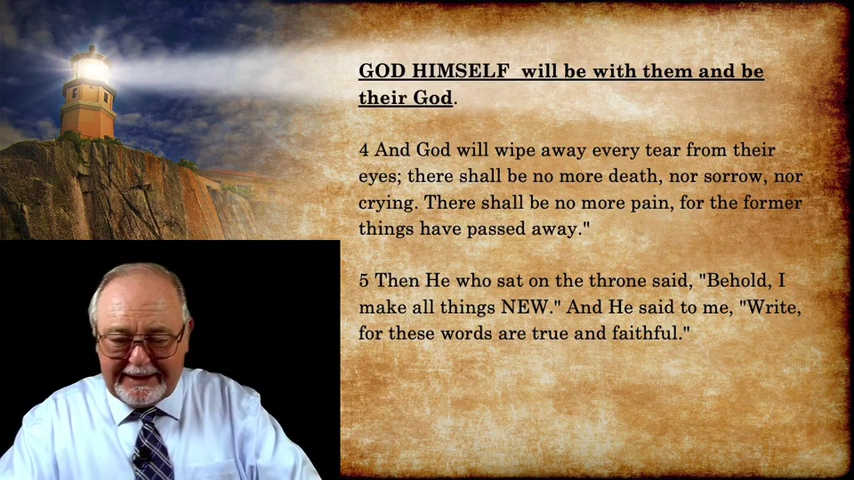 GOD HIMSELF  will be with them and be
their God.
4 And God will wipe away every tear from their
eyes; there shall be no more death, nor sorrow, nor
crying. There shall be no more pain, for the former
things have passed away."
5 Then He who sat on the throne said, "Behold, I
make all things NEW." And He said to me, "Write,
for these words are true and faithful."